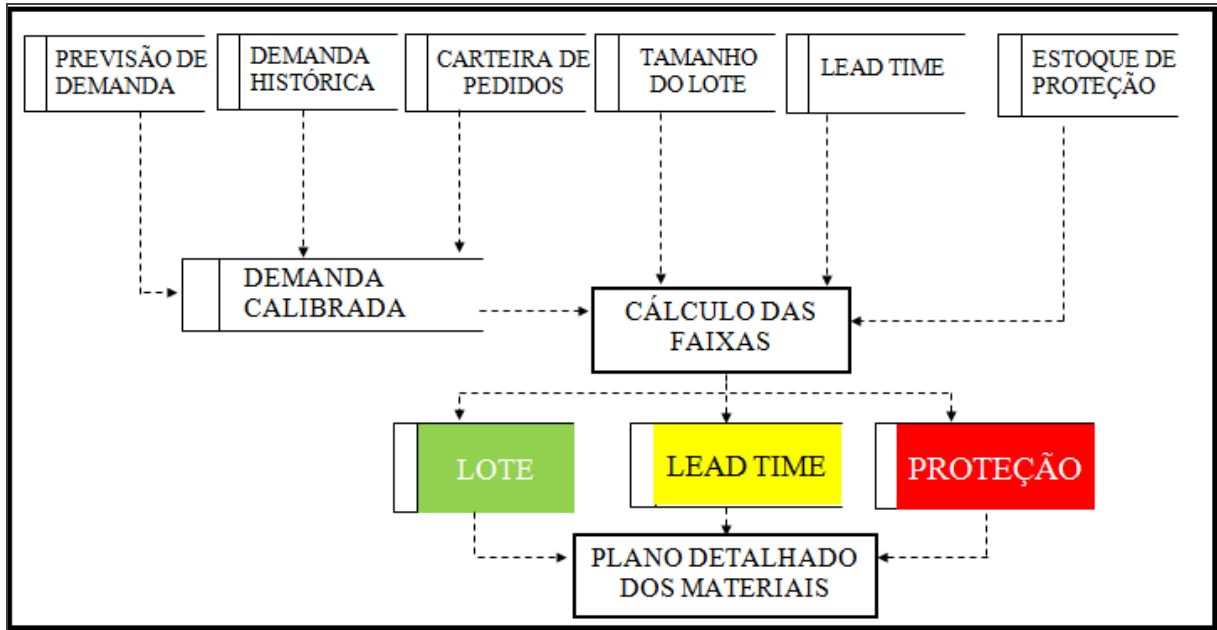 PREVISÃO DE
DEMANDA
DEMANDA
HISTÓRICA
CARTEIRA DE
PEDIDOS
TAMANHO
DO LOTE
LEAD TIME
ESTOQUE DE
PROTEÇÃO
DEMANDA
CALIBRADA
CÁLCULO DAS
FAIXAS
LOTE
LEAD TIME
PROTEÇÃO
PLANO DETALHADO
DOS MATERIAIS